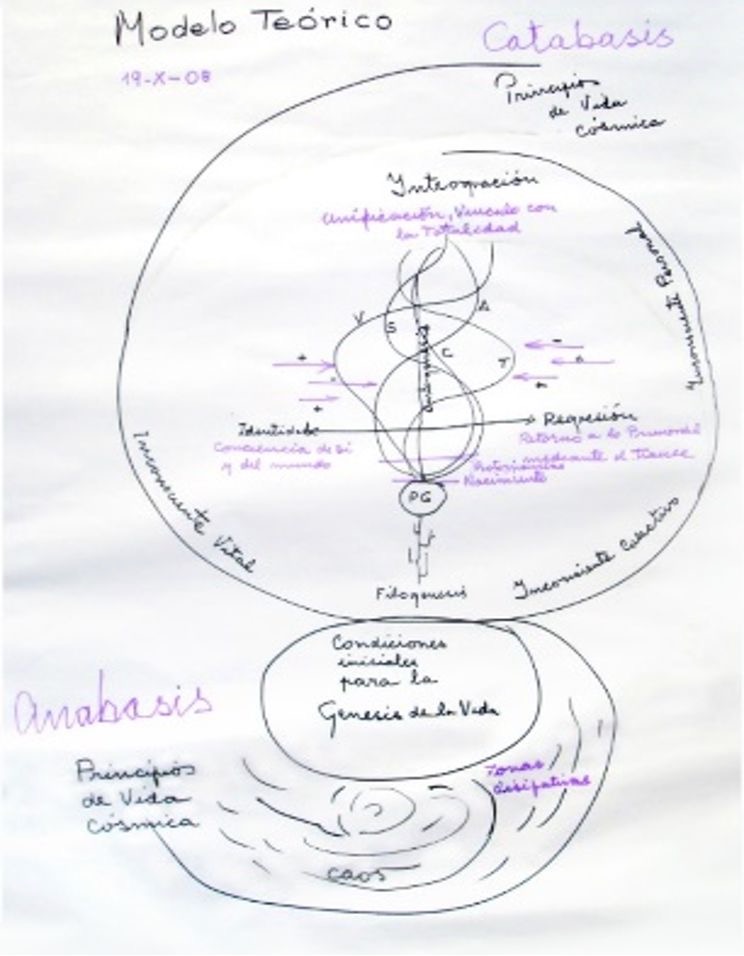 Modelo Teórico
Catabasis
19-X-08
Principios
de Vida
cósmica
Integración
Unificación, Vínculo con
la Totalidad
Inconsciente Personal
V
S
A
C
T
Ontogénesis
+
-
+
-
Identidad
Regresión
Conciencia de Sí
y del mundo
Retorno a lo Primordial
mediante el Trance
Protovivencias
Nacimiento
PG
Filogenesis
Inconsciente Vital
Inconsciente Colectivo
Condiciones
iniciales
para la
Genesis de la Vida
Anabasis
Principios
de Vida
cósmica
zonas
disipativas
caos